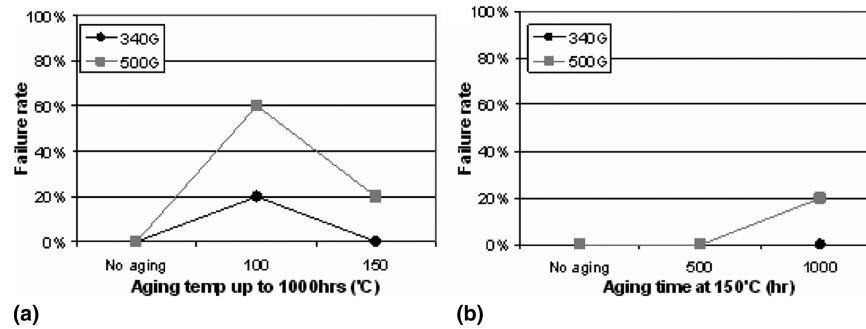 100%
80%
60%
40%
20%
0%
Failure rate
340G
500G
No aging
100
150
Aging temp up to 1000hrs (°C)
(a)
100%
80%
60%
40%
20%
0%
Failure rate
340G
500G
No aging
500
1000
Aging time at 150°C (hr)
(b)